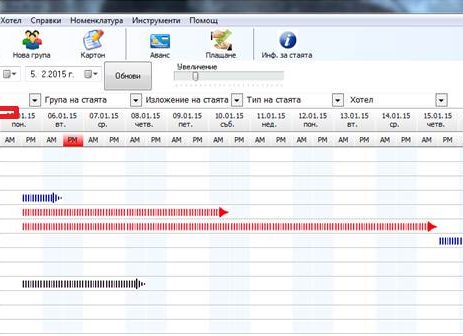 Хотел Справки Номенклатура Инструменти Помощ
Нова група Картон Аванс Плащане Инф. за стаята
5. 2.2015 г. Обнови Увеличение
Група на стаята Изложение на стаята Тип на стаята Хотел
.01.15 06.01.15 07.01.15 08.01.15 09.01.15 10.01.15 11.01.15 12.01.15 13.01.15 14.01.15 15.01.15
пон. вт. ср. четв. пет. съб. нед. пон. вт. ср. четв.
AM PM AM PM AM PM AM PM AM PM AM PM AM PM AM PM AM PM AM PM AM PM